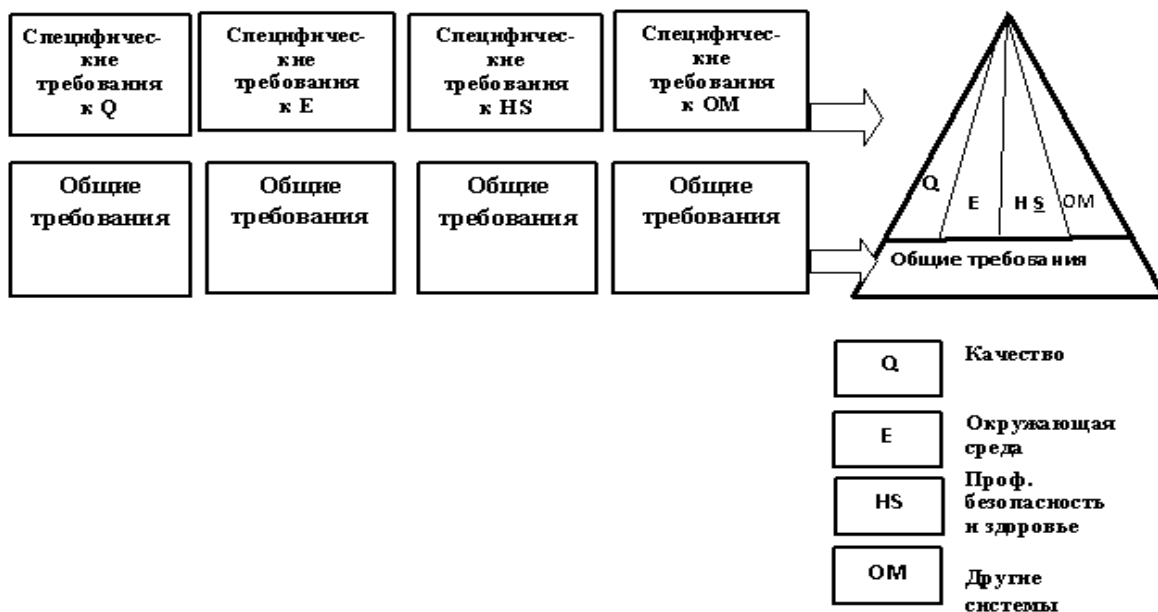 Специфичес-
кие
требования
к Q
Специфичес-
кие
требования
к E
Специфичес-
кие
требования
к HS
Специфичес-
кие
требования
к OM
Общие
требования
Общие
требования
Общие
требования
Общие
требования
Q
E
HS
OM
Общие требования
Q
Качество
E
Окружающая
среда
HS
Проф.
безопасность
и здоровье
OM
Другие
системы